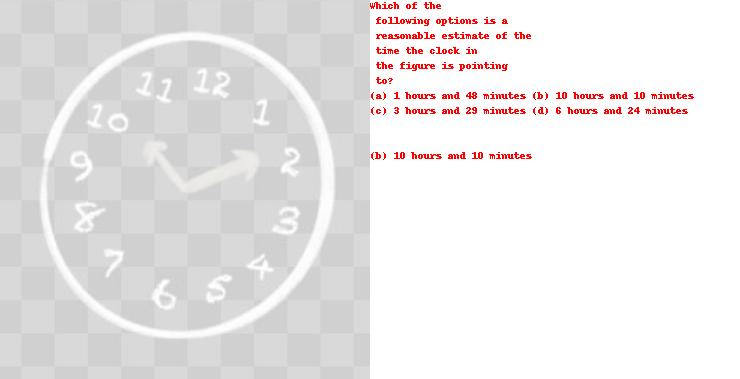 12
11
1
10
2
9
3
8
4
7
5
6
Which of the
following options is a
reasonable estimate of the
time the clock in
the figure is pointing
to?
(a) 1 hours and 48 minutes (b) 10 hours and 10 minutes
(c) 3 hours and 29 minutes (d) 6 hours and 24 minutes
(b) 10 hours and 10 minutes